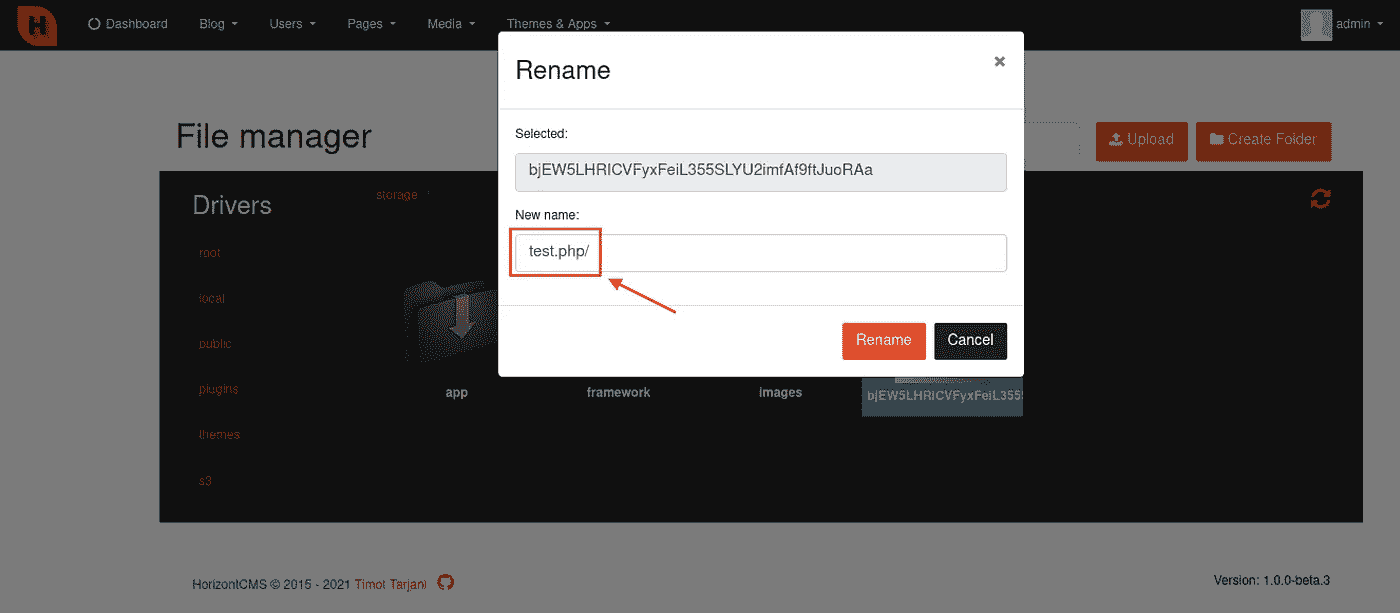 H
Dashboard Blog Users Pages Media Themes & Apps admin
Rename
×
File manager
Upload Create Folder
Selected:
bjEW5LHRICVFyxFeiL355SLYU2imfAf9ftJuoRAa
Drivers
storage
New name:
root
test.php/
local
public
Rename Cancel
plugins
app framework images bjEW5LHRICVFyxFeiL355
themes
s3
HorizontCMS © 2015 - 2021 Timot Tarjani
Version: 1.0.0-beta.3